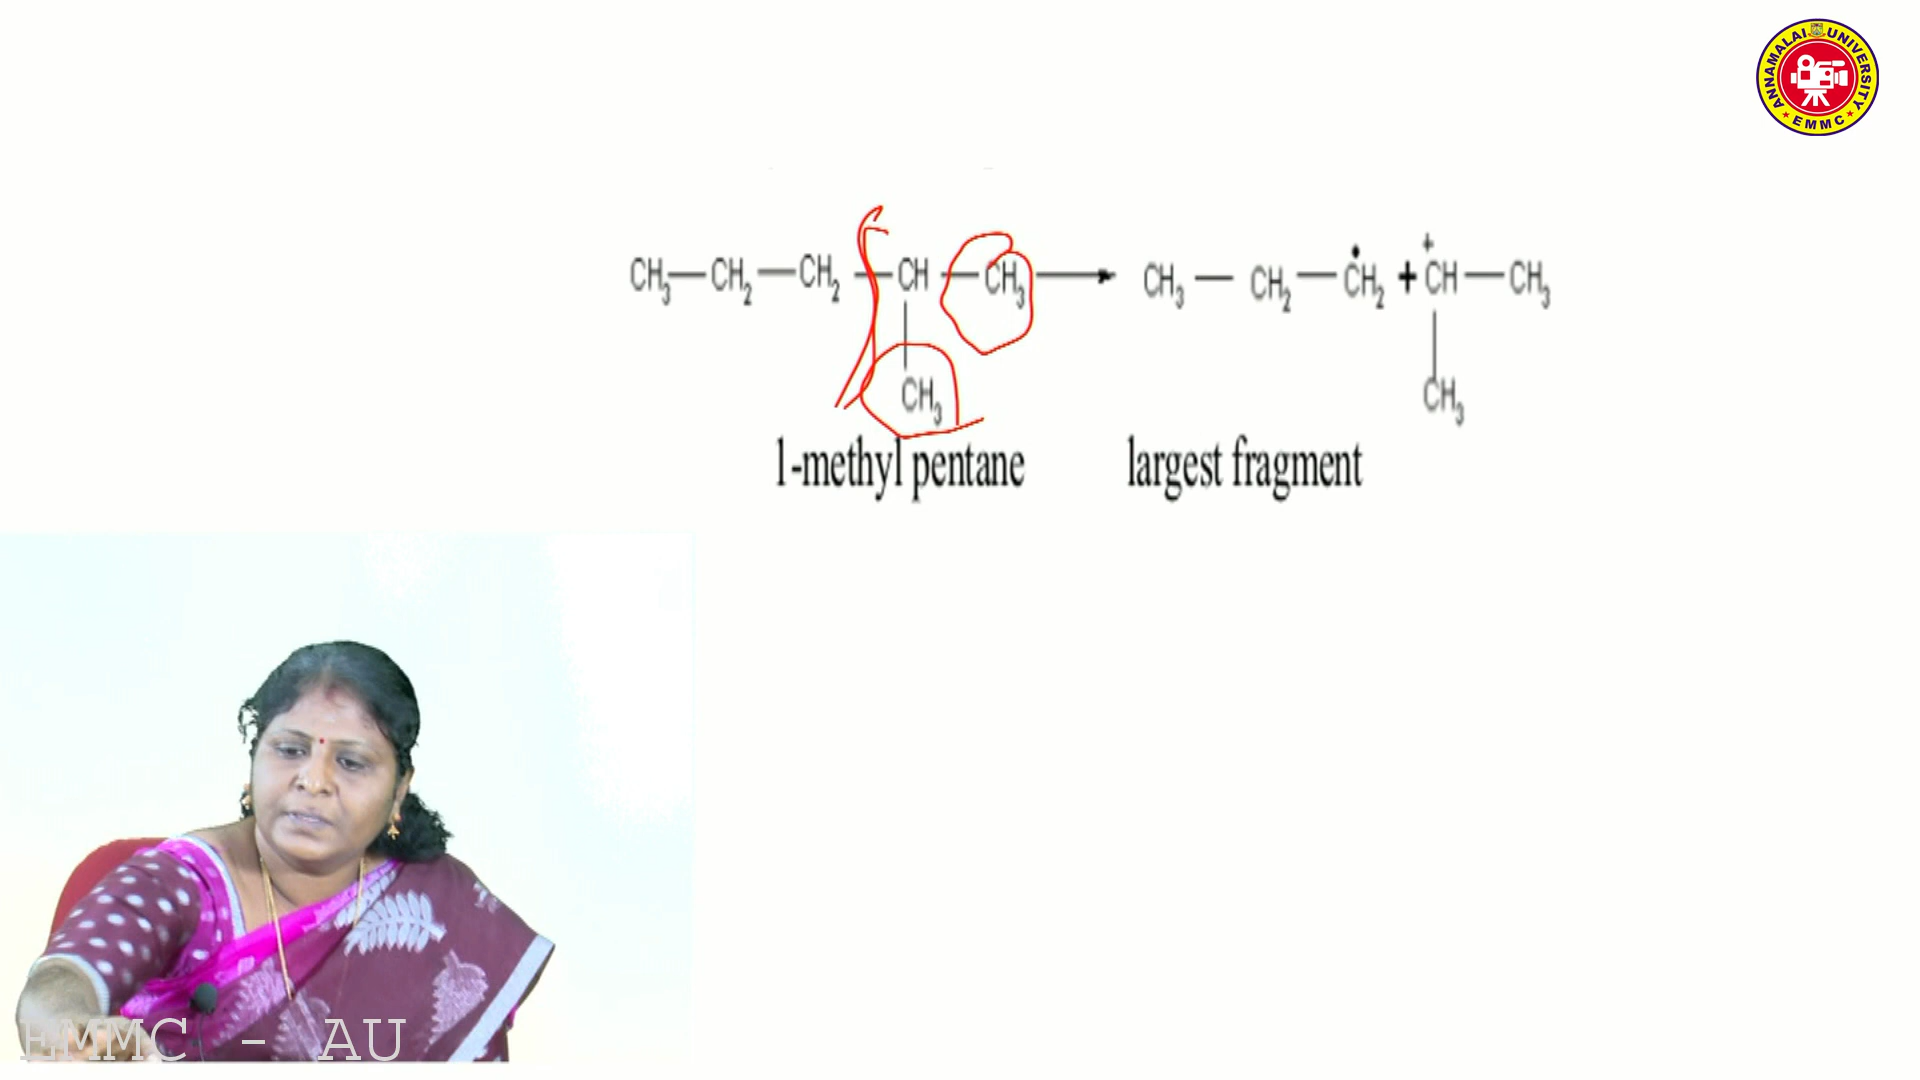 ANNAMALAI UNIVERSITY
EMMC
CH3—CH2—CH2—CH—CH3 → CH3—CH2—ĊH2 + +CH—CH3
CH3 CH3
1-methyl pentane largest fragment
EMMC - AU